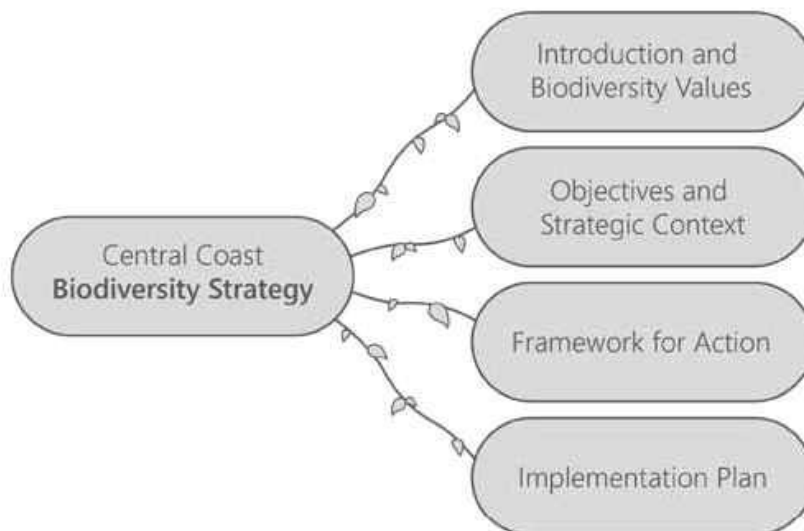 Introduction and
Biodiversity Values
Objectives and
Strategic Context
Central Coast
Biodiversity Strategy
Framework for Action
Implementation Plan